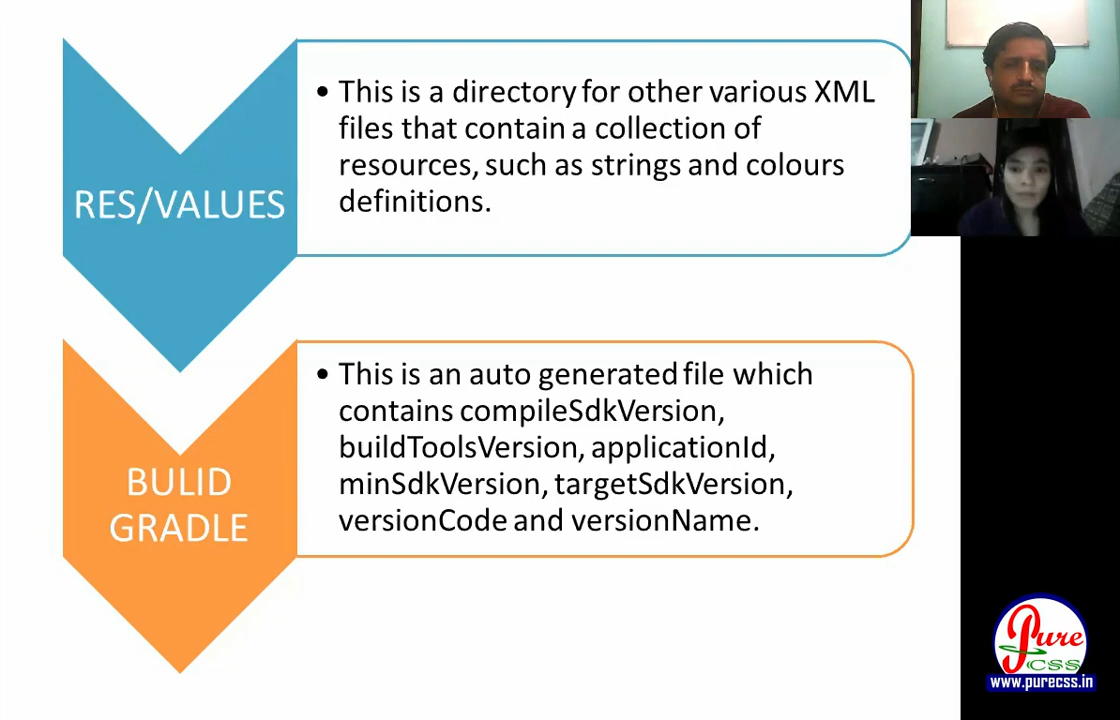 RES/VALUES
• This is a directory for other various XML
files that contain a collection of
resources, such as strings and colours
definitions.
BULID
GRADLE
• This is an auto generated file which
contains compileSdkVersion,
buildToolsVersion, applicationId,
minSdkVersion, targetSdkVersion,
versionCode and versionName.
Pure
CSS
www.purecss.in